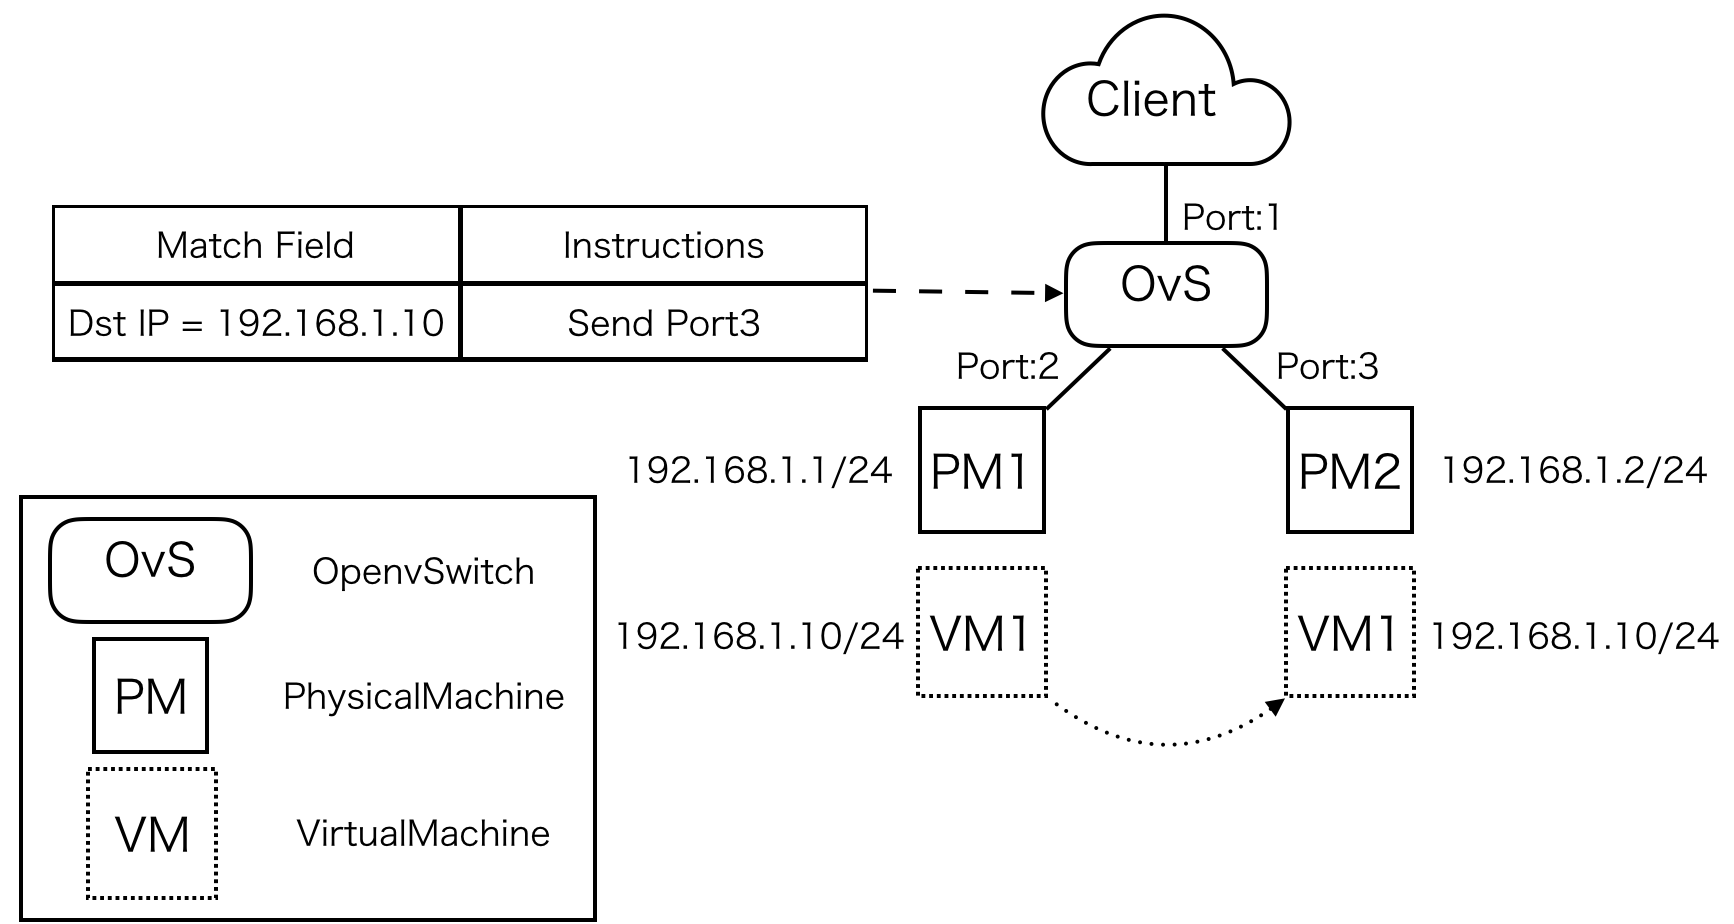 Client
Port:1
Match Field Instructions
OvS
Dst IP = 192.168.1.10 Send Port3
Port:2 Port:3
192.168.1.1/24 PM1 PM2 192.168.1.2/24
OvS OpenvSwitch
192.168.1.10/24 VM1 VM1 192.168.1.10/24
PM PhysicalMachine
VM VirtualMachine